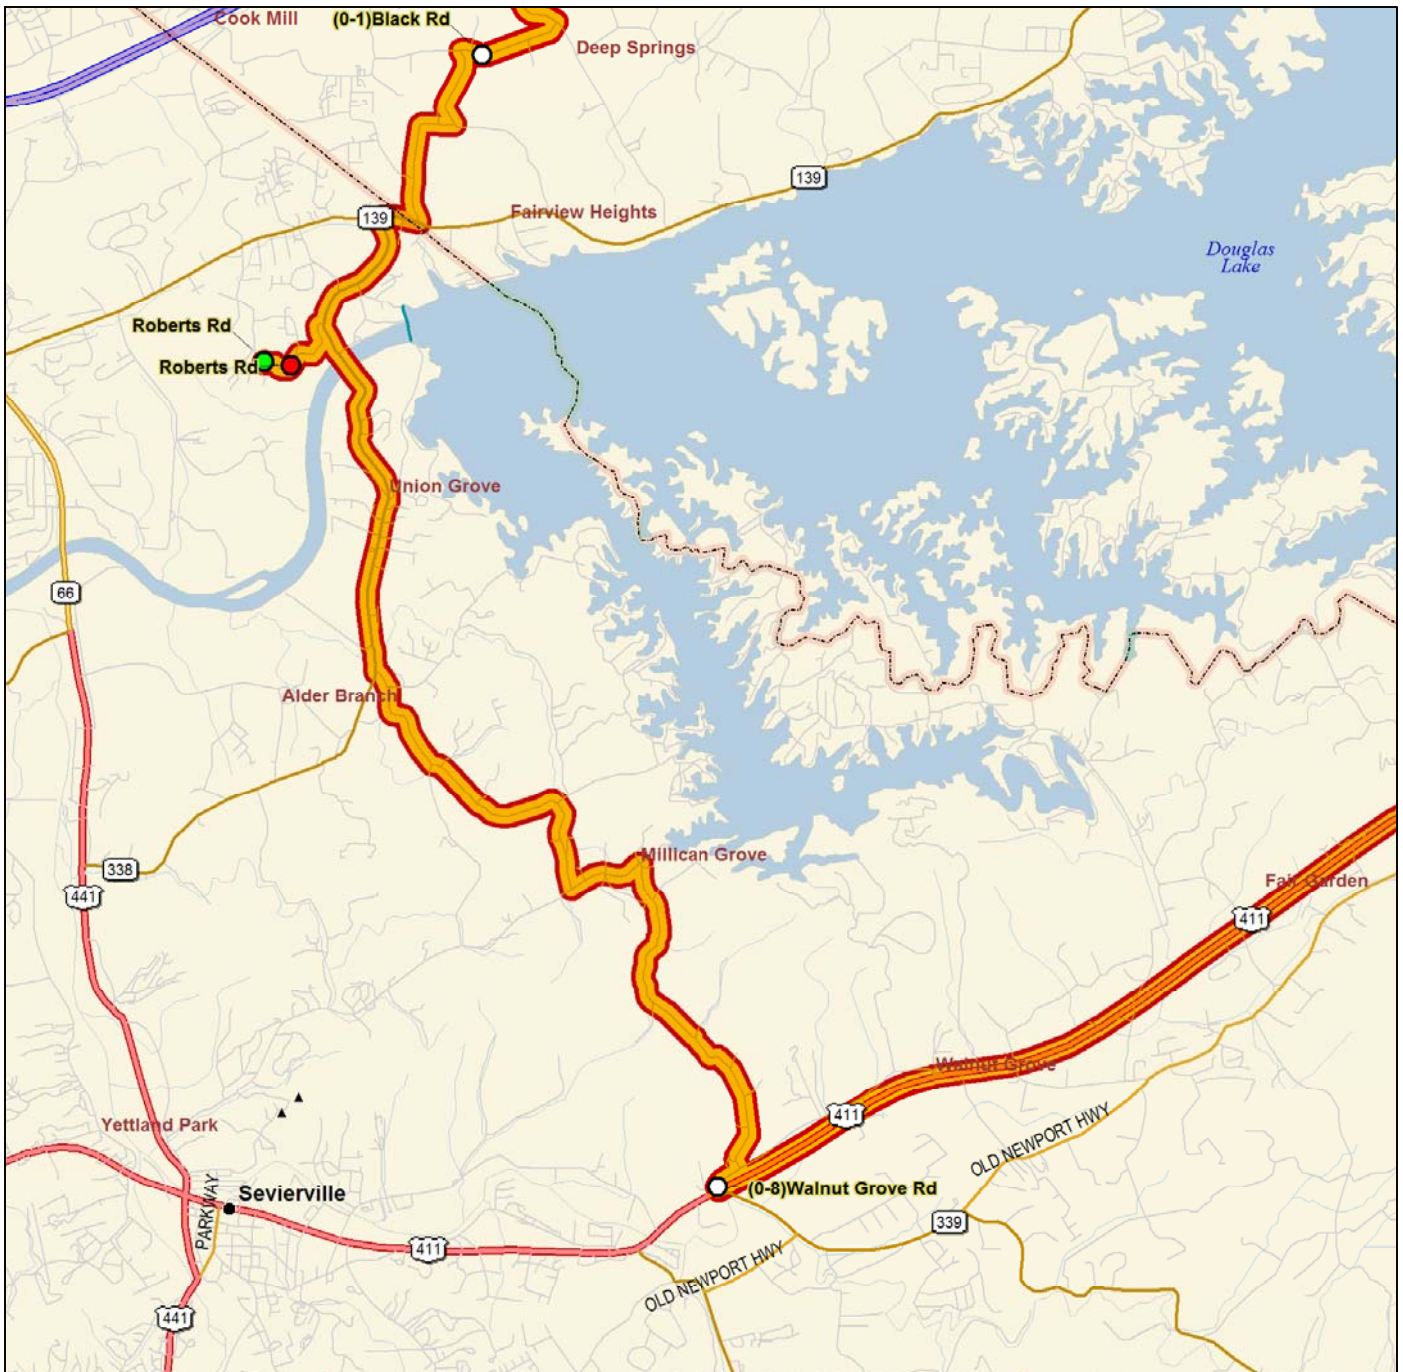 Cook Mill
(0-1)Black Rd
Deep Springs
139
139
Fairview Heights
Douglas
Lake
Roberts Rd
Roberts Rd
Union Grove
66
Alder Branch
Millican Grove
338
441
Fair Garden
411
Walnut Grove
411
Yettland Park
OLD NEWPORT HWY
PARKWAY
Sevierville
(0-8)Walnut Grove Rd
339
411
OLD NEWPORT HWY
441